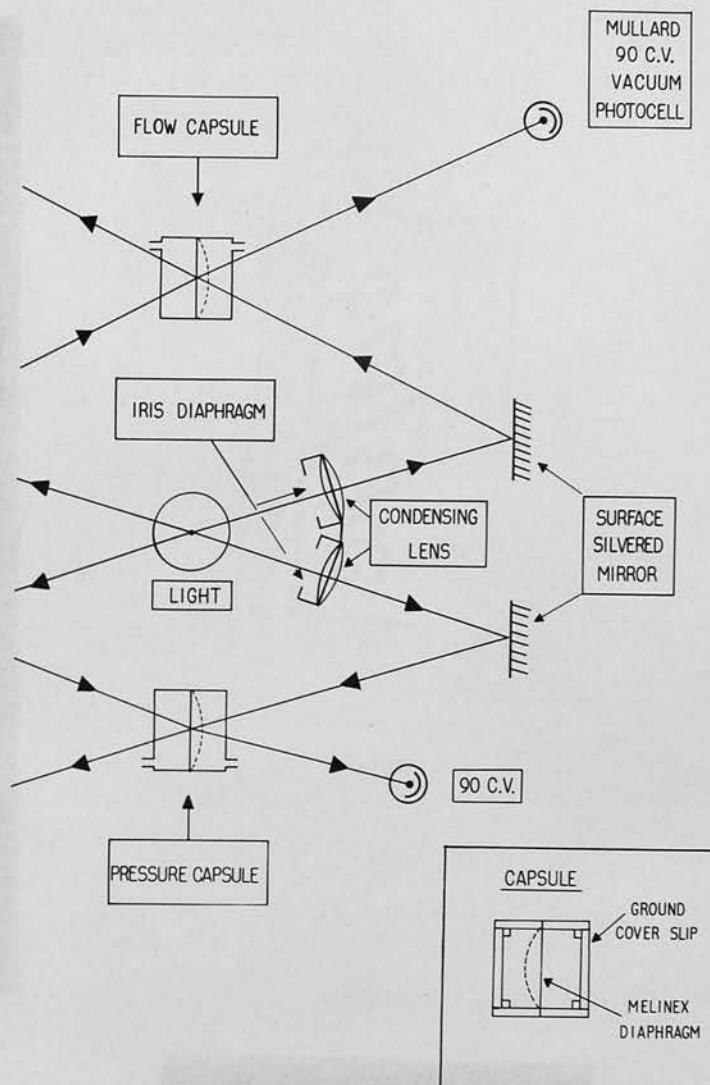 MULLARD
90 C.V.
VACUUM
PHOTOCELL
FLOW CAPSULE
IRIS DIAPHRAGM
CONDENSING
LENS
SURFACE
SILVERED
MIRROR
LIGHT
90 C.V.
PRESSURE CAPSULE
CAPSULE
GROUND
COVER SLIP
MELINEX
DIAPHRAGM